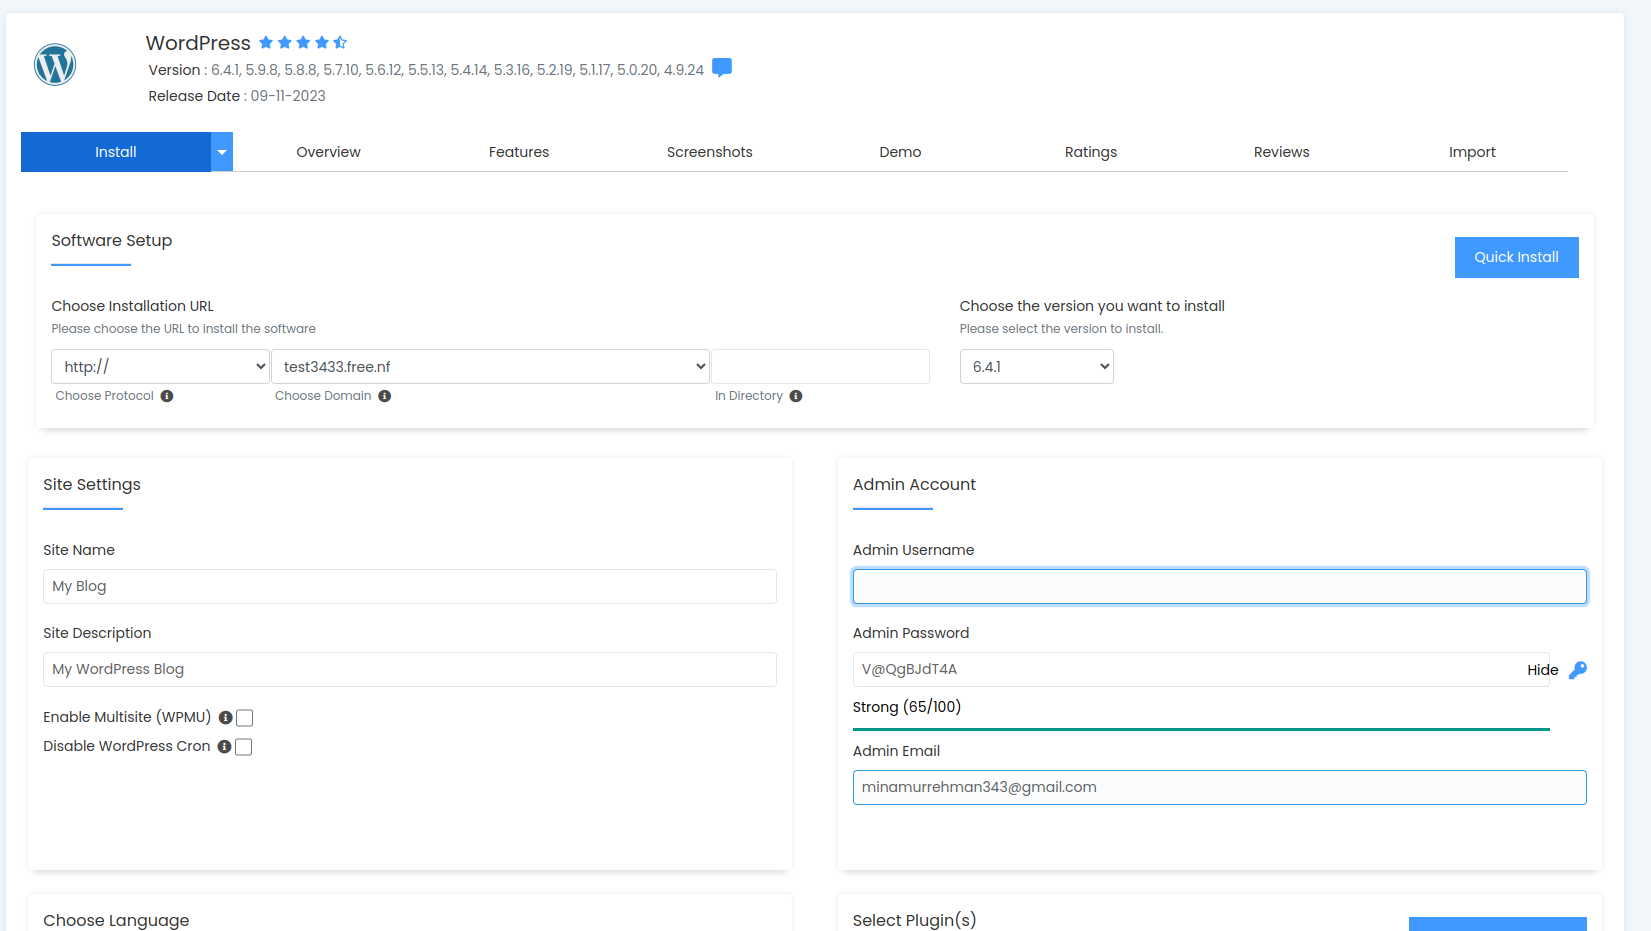 WordPress
Version : 6.4.1, 5.9.8, 5.8.8, 5.7.10, 5.6.12, 5.5.13, 5.4.14, 5.3.16, 5.2.19, 5.1.17, 5.0.20, 4.9.24
Release Date : 09-11-2023
Install Overview Features Screenshots Demo Ratings Reviews Import
Software Setup
Quick Install
Choose Installation URL
Please choose the URL to install the software
http:// test3433.free.nf
Choose Protocol Choose Domain In Directory
Choose the version you want to install
Please select the version to install.
6.4.1
Site Settings
Site Name
My Blog
Site Description
My WordPress Blog
Enable Multisite (WPMU)
Disable WordPress Cron
Admin Account
Admin Username
Admin Password
V@QgBJdT4A Hide
Strong (65/100)
Admin Email
minamurrehman343@gmail.com
Choose Language
Select Plugin(s)